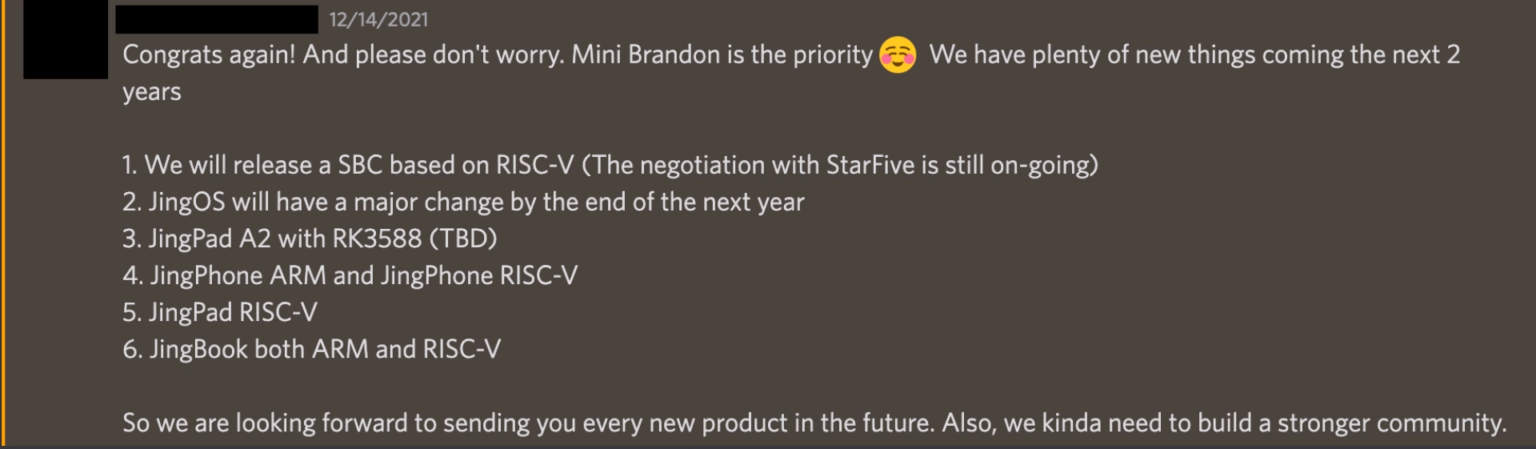 12/14/2021
Congrats again! And please don't worry. Mini Brandon is the priority ☺️ We have plenty of new things coming the next 2
years
1. We will release a SBC based on RISC-V (The negotiation with StarFive is still on-going)
2. JingOS will have a major change by the end of the next year
3. JingPad A2 with RK3588 (TBD)
4. JingPhone ARM and JingPhone RISC-V
5. JingPad RISC-V
6. JingBook both ARM and RISC-V
So we are looking forward to sending you every new product in the future. Also, we kinda need to build a stronger community.